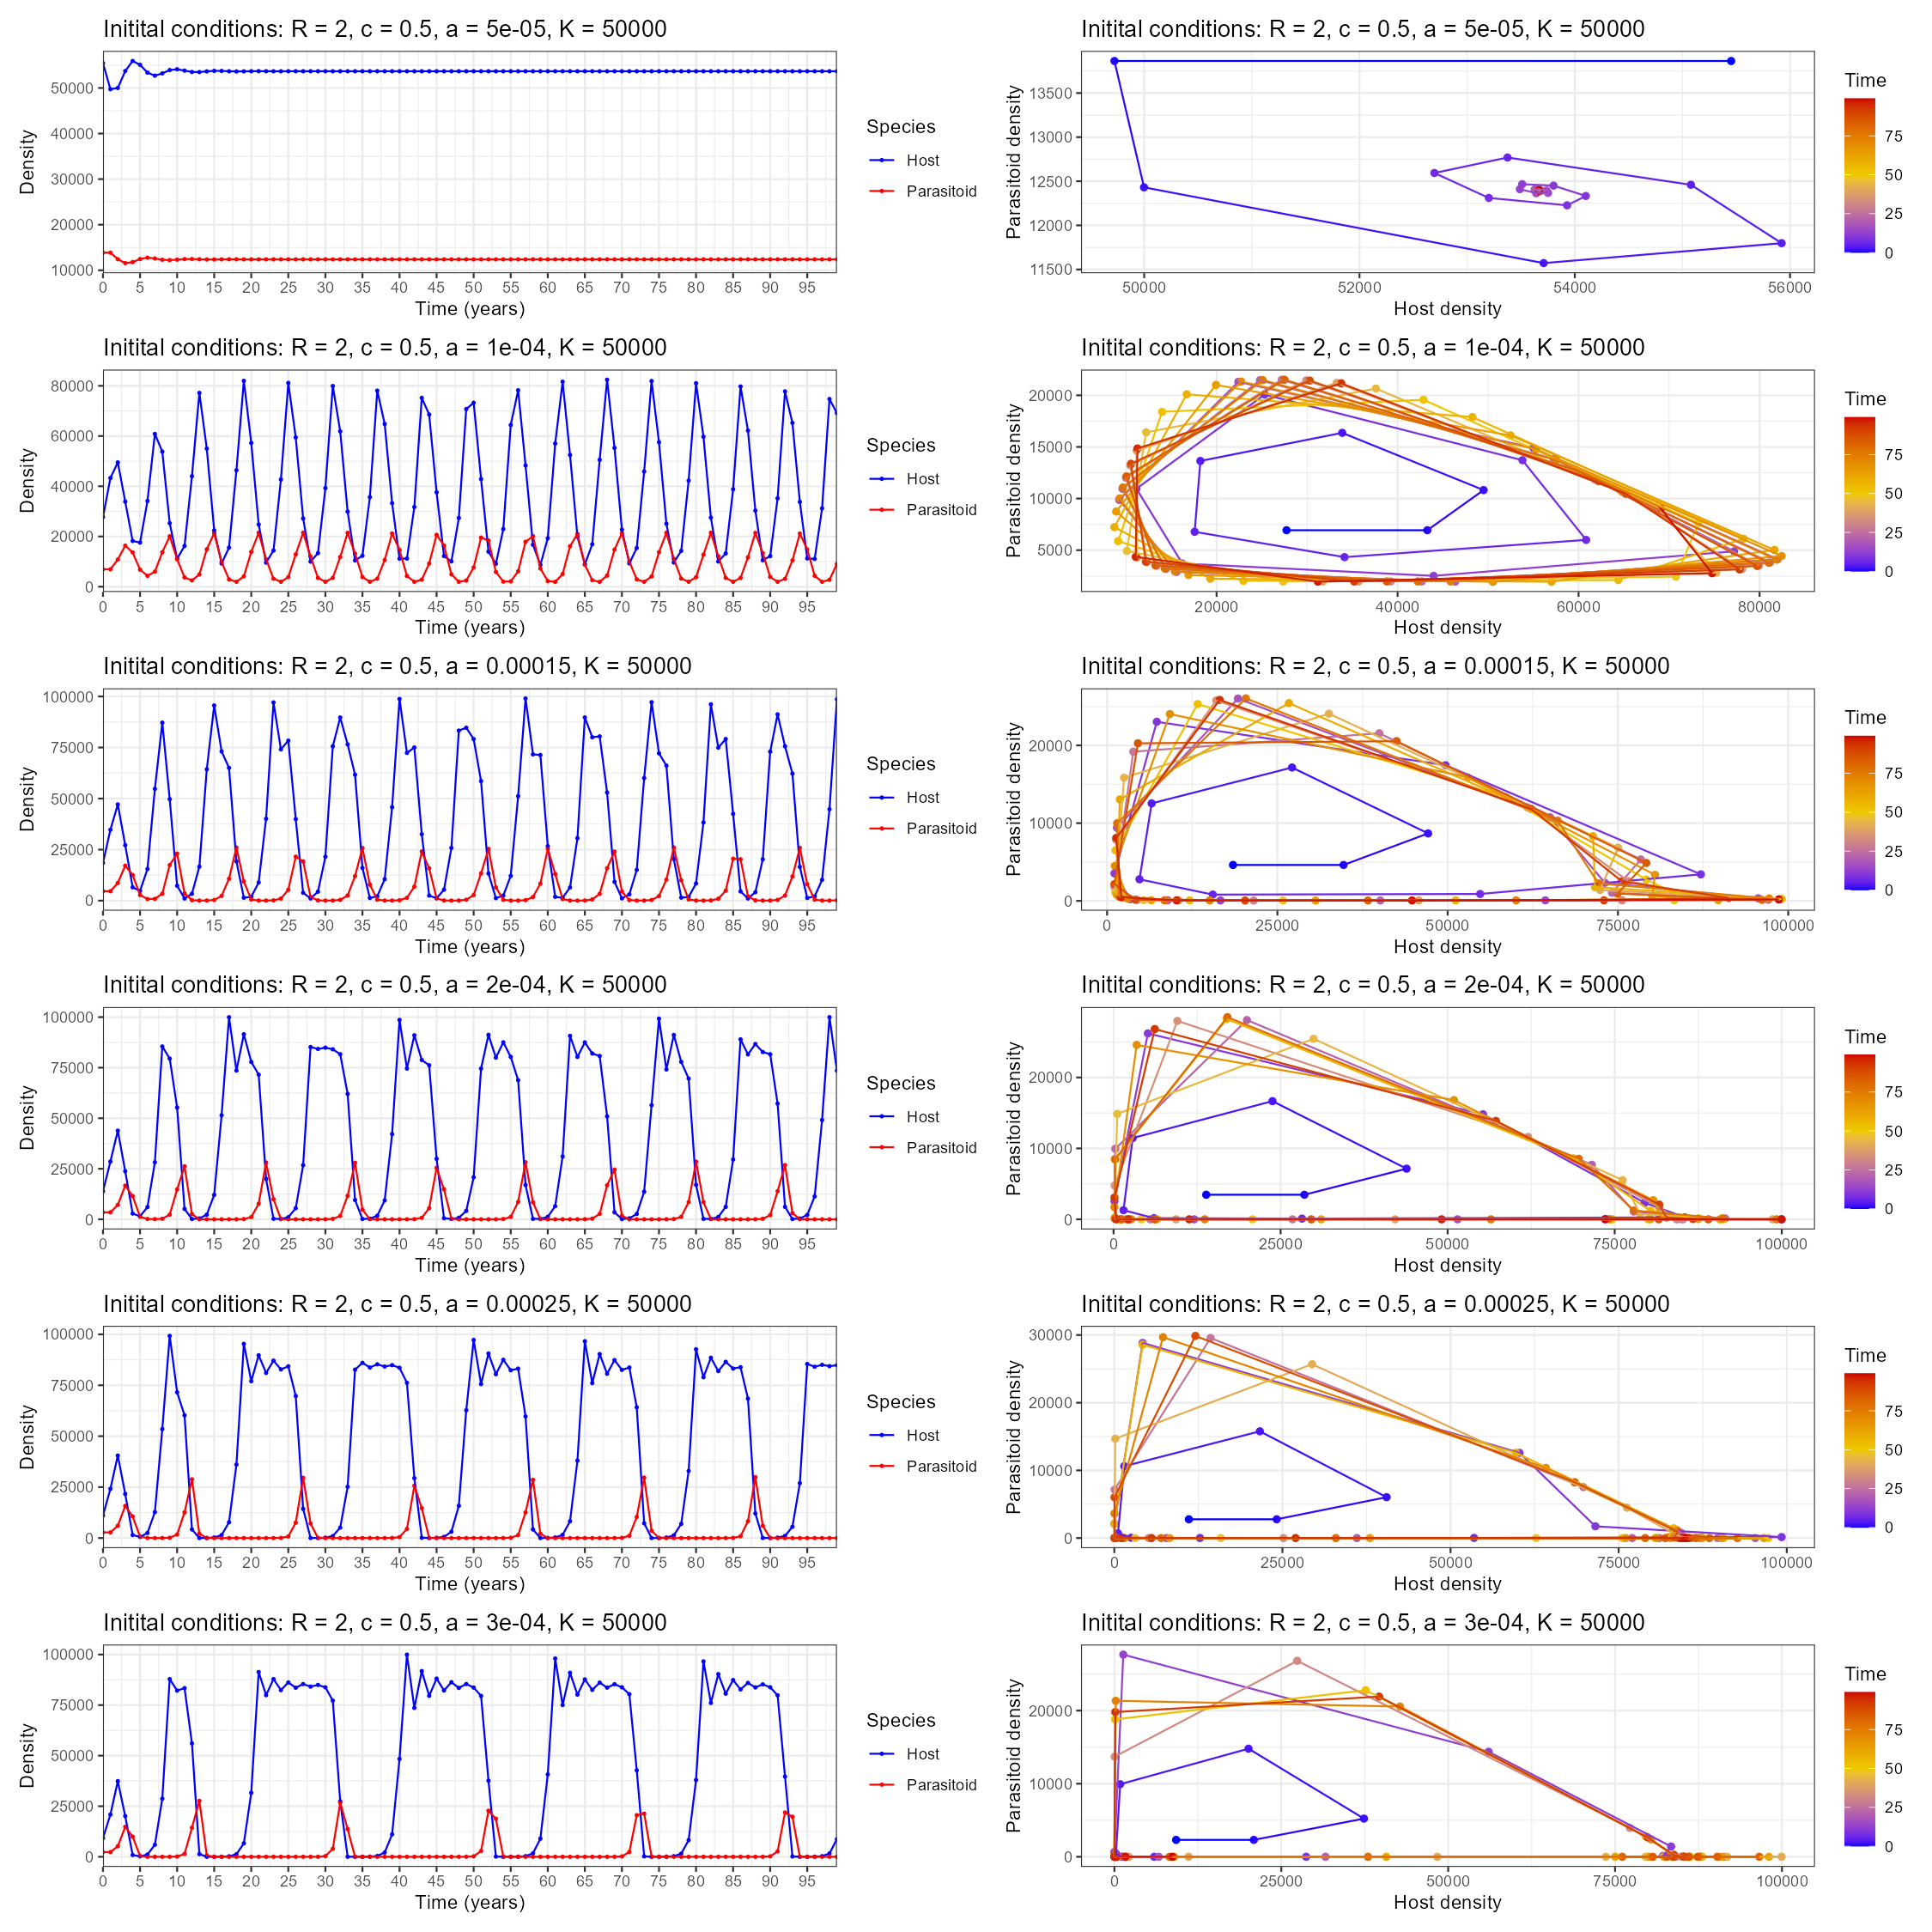 Initital conditions: R = 2, c = 0.5, a = 5e-05, K = 50000
Density
50000
40000
30000
20000
10000
0 5 10 15 20 25 30 35 40 45 50 55 60 65 70 75 80 85 90 95
Time (years)
Species
Host
Parasitoid
Initital conditions: R = 2, c = 0.5, a = 5e-05, K = 50000
Parasitoid density
13500
13000
12500
12000
11500
50000 52000 54000 56000
Host density
Time
75
50
25
0
Initital conditions: R = 2, c = 0.5, a = 1e-04, K = 50000
Density
80000
60000
40000
20000
0
0 5 10 15 20 25 30 35 40 45 50 55 60 65 70 75 80 85 90 95
Time (years)
Species
Host
Parasitoid
Initital conditions: R = 2, c = 0.5, a = 1e-04, K = 50000
Parasitoid density
20000
15000
10000
5000
20000 40000 60000 80000
Host density
Time
75
50
25
0
Initital conditions: R = 2, c = 0.5, a = 0.00015, K = 50000
Density
100000
75000
50000
25000
0
0 5 10 15 20 25 30 35 40 45 50 55 60 65 70 75 80 85 90 95
Time (years)
Species
Host
Parasitoid
Initital conditions: R = 2, c = 0.5, a = 0.00015, K = 50000
Parasitoid density
20000
10000
0
0 25000 50000 75000 100000
Host density
Time
75
50
25
0
Initital conditions: R = 2, c = 0.5, a = 2e-04, K = 50000
Density
100000
75000
50000
25000
0
0 5 10 15 20 25 30 35 40 45 50 55 60 65 70 75 80 85 90 95
Time (years)
Species
Host
Parasitoid
Initital conditions: R = 2, c = 0.5, a = 2e-04, K = 50000
Parasitoid density
20000
10000
0
0 25000 50000 75000 100000
Host density
Time
75
50
25
0
Initital conditions: R = 2, c = 0.5, a = 0.00025, K = 50000
Density
100000
75000
50000
25000
0
0 5 10 15 20 25 30 35 40 45 50 55 60 65 70 75 80 85 90 95
Time (years)
Species
Host
Parasitoid
Initital conditions: R = 2, c = 0.5, a = 0.00025, K = 50000
Parasitoid density
30000
20000
10000
0
0 25000 50000 75000 100000
Host density
Time
75
50
25
0
Initital conditions: R = 2, c = 0.5, a = 3e-04, K = 50000
Density
100000
75000
50000
25000
0
0 5 10 15 20 25 30 35 40 45 50 55 60 65 70 75 80 85 90 95
Time (years)
Species
Host
Parasitoid
Initital conditions: R = 2, c = 0.5, a = 3e-04, K = 50000
Parasitoid density
20000
10000
0
0 25000 50000 75000 100000
Host density
Time
75
50
25
0